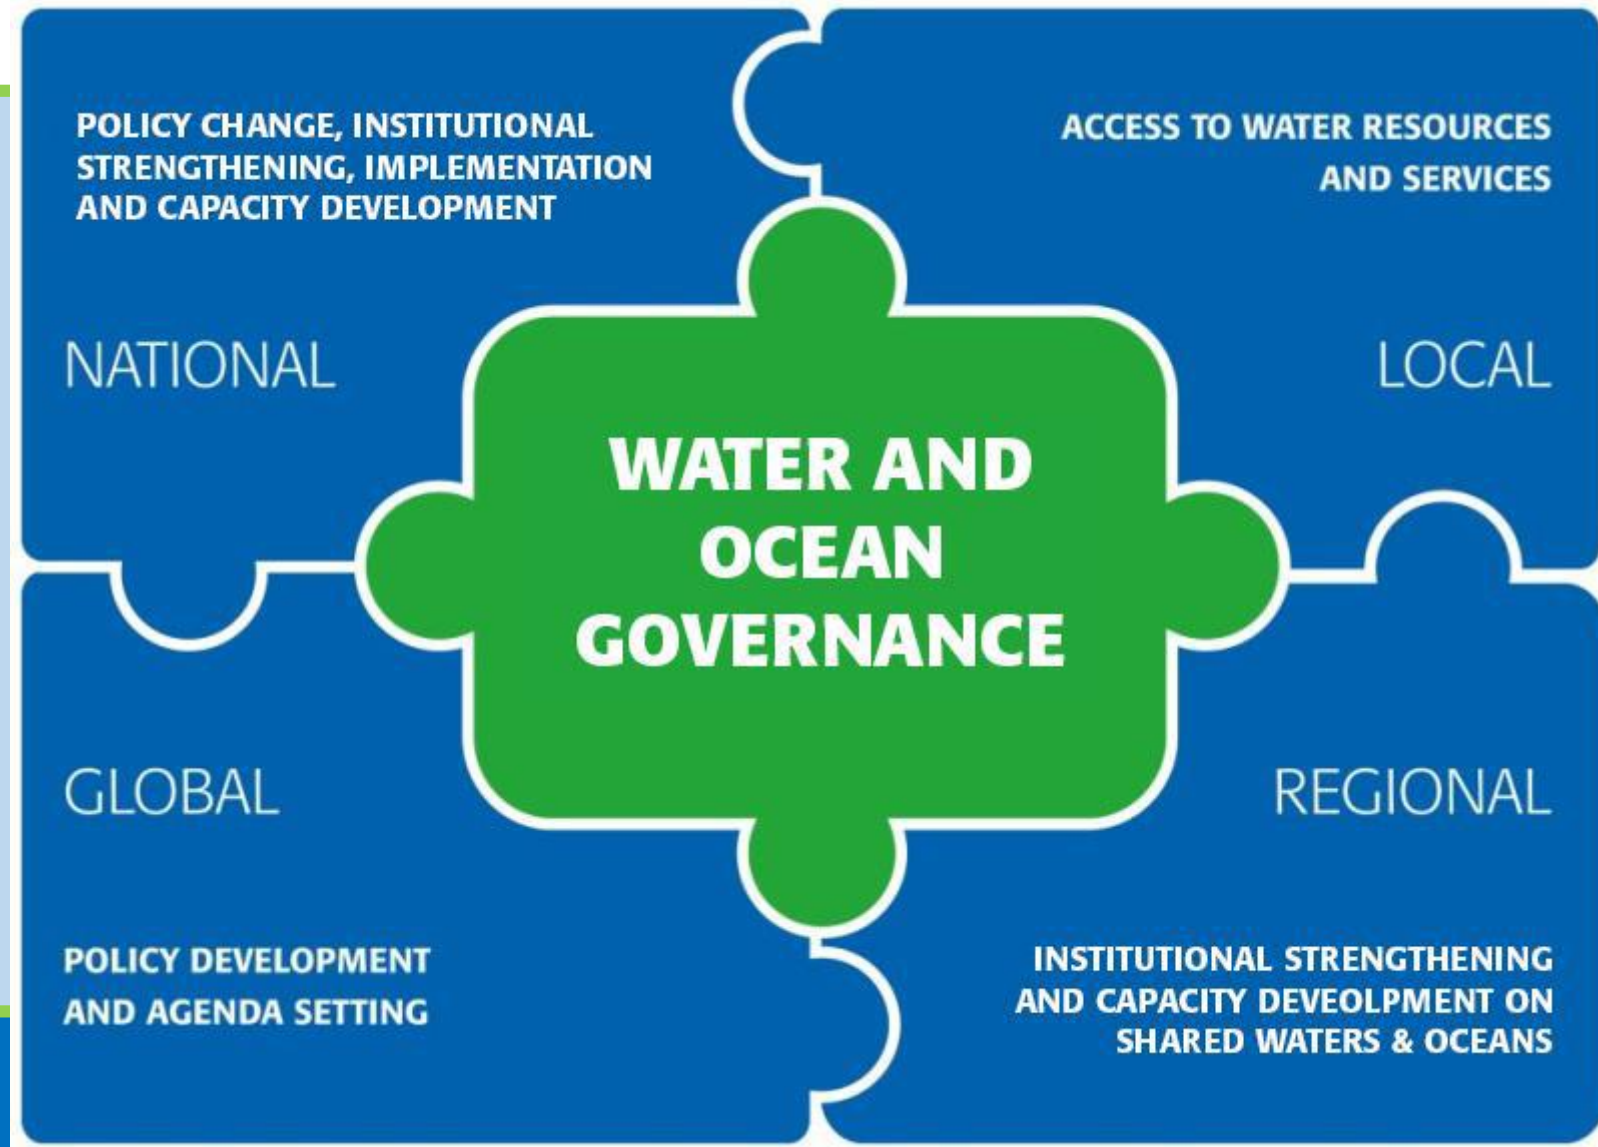 POLICY CHANGE, INSTITUTIONAL
STRENGTHENING, IMPLEMENTATION
AND CAPACITY DEVELOPMENT
NATIONAL
ACCESS TO WATER RESOURCES
AND SERVICES
LOCAL
WATER AND
OCEAN
GOVERNANCE
GLOBAL
POLICY DEVELOPMENT
AND AGENDA SETTING
REGIONAL
INSTITUTIONAL STRENGTHENING
AND CAPACITY DEVEOLPMENT ON
SHARED WATERS & OCEANS